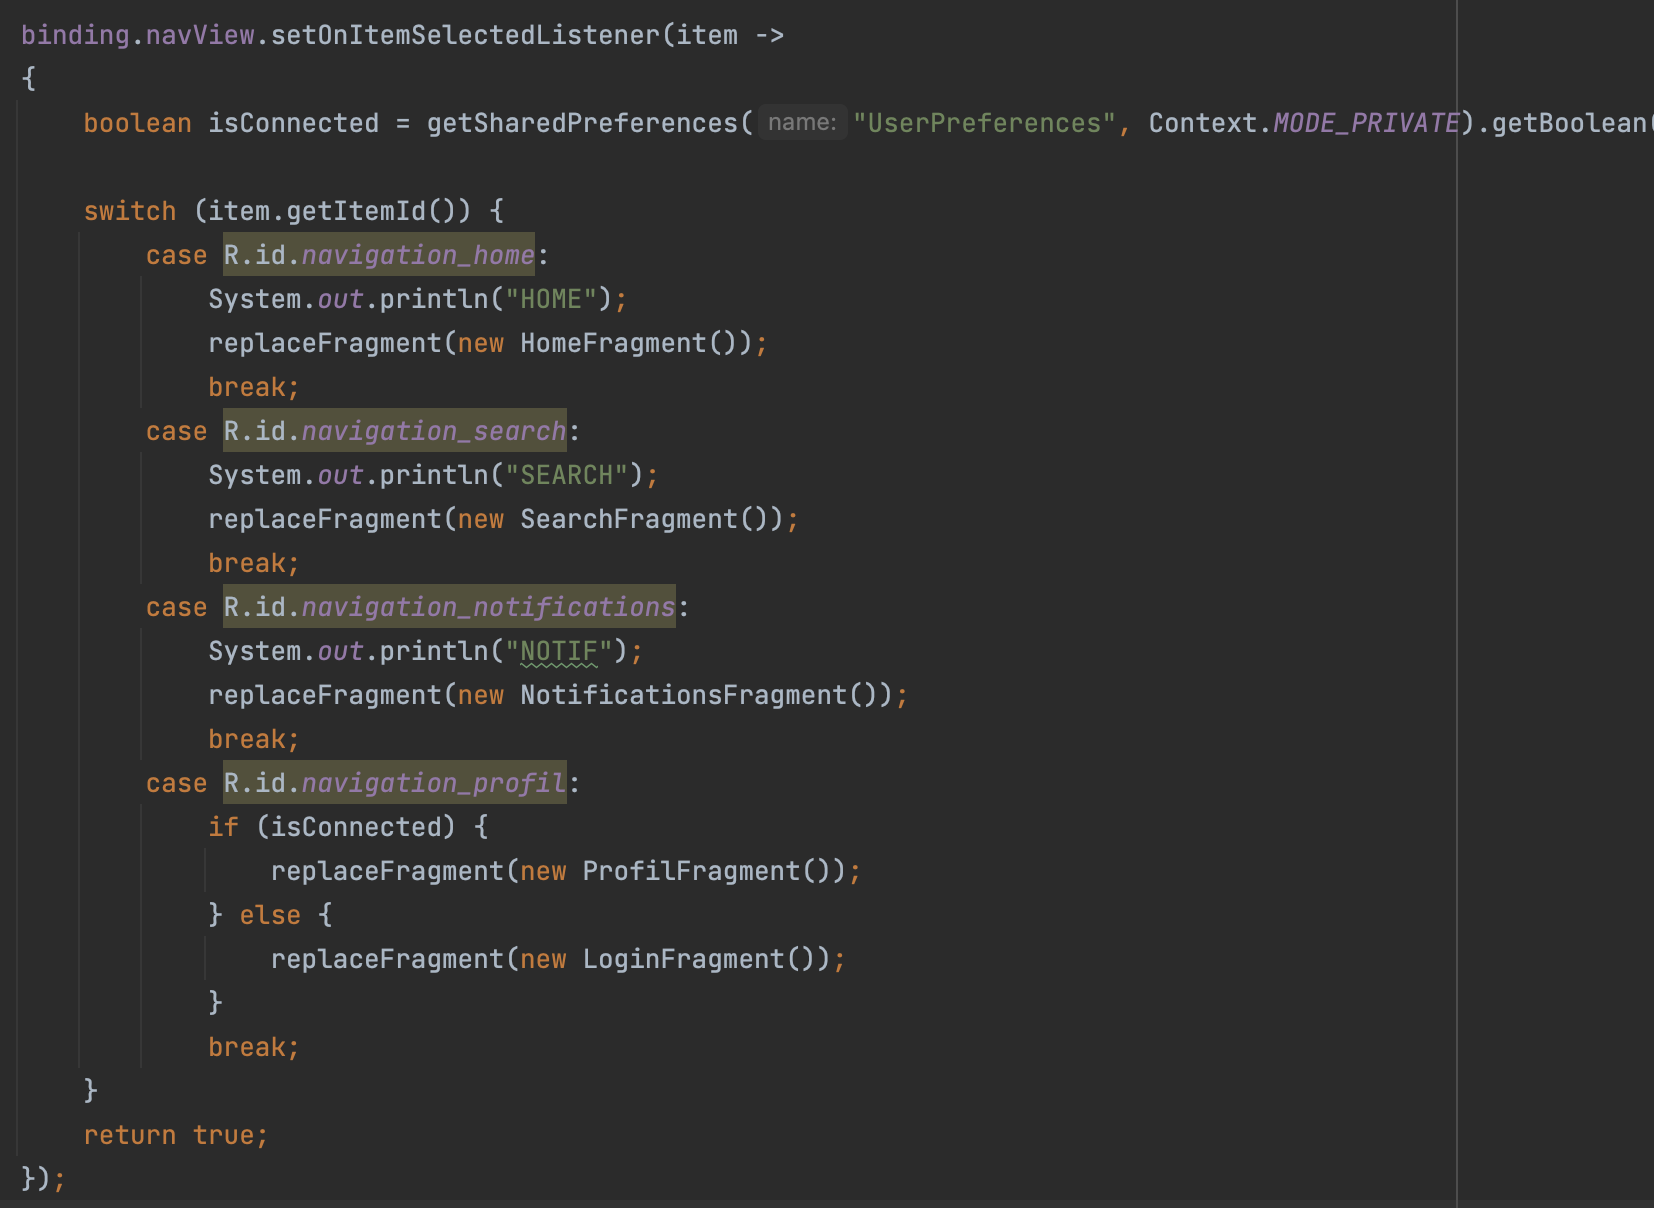 binding.navView.setOnItemSelectedListener(item ->
{
    boolean isConnected = getSharedPreferences( name: "UserPreferences", Context.MODE_PRIVATE).getBoolean(

    switch (item.getItemId()) {
        case R.id.navigation_home:
            System.out.println("HOME");
            replaceFragment(new HomeFragment());
            break;
        case R.id.navigation_search:
            System.out.println("SEARCH");
            replaceFragment(new SearchFragment());
            break;
        case R.id.navigation_notifications:
            System.out.println("NOTIF");
            replaceFragment(new NotificationsFragment());
            break;
        case R.id.navigation_profil:
            if (isConnected) {
                replaceFragment(new ProfilFragment());
            } else {
                replaceFragment(new LoginFragment());
            }
            break;
    }
    return true;
});